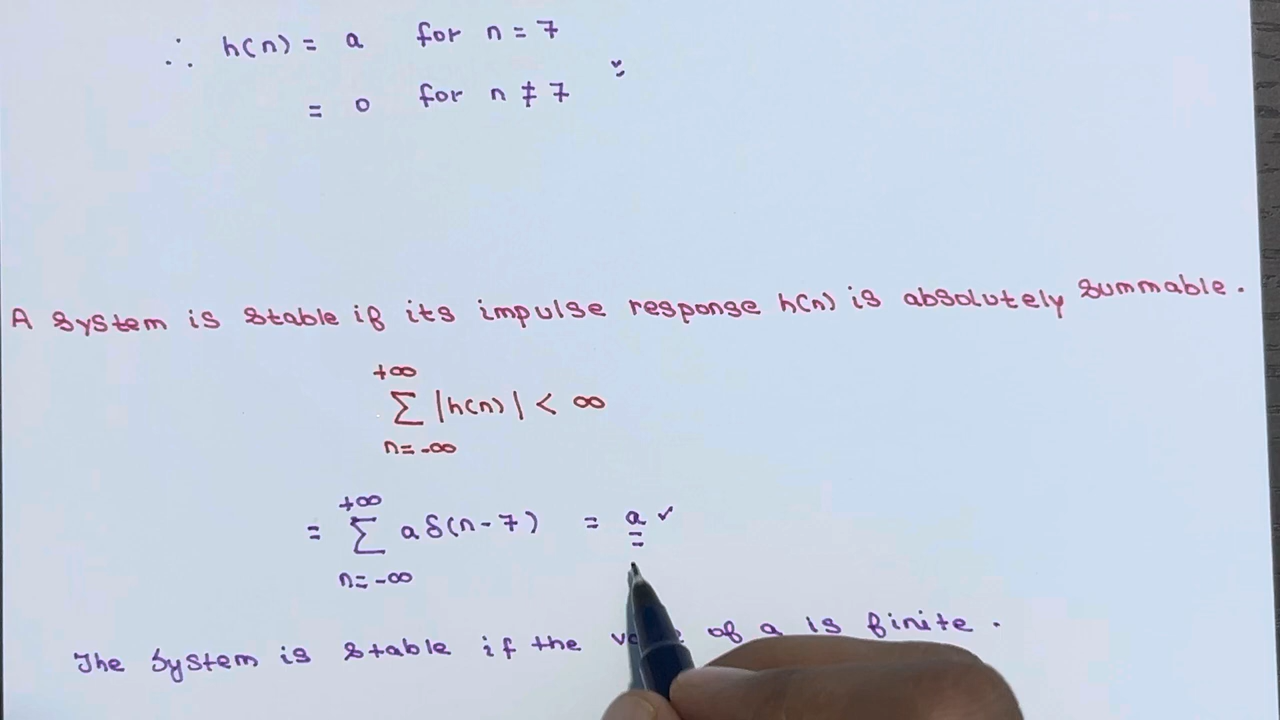 ∴ h(n) = a for n = 7
= 0 for n ≠ 7
A system is stable if its impulse response h(n) is absolutely summable.
+∞
∑ |h(n)| < ∞
n=-∞
+∞
= ∑ a δ(n-7) = a ✓
n=-∞
The system is stable if the of a is finite.